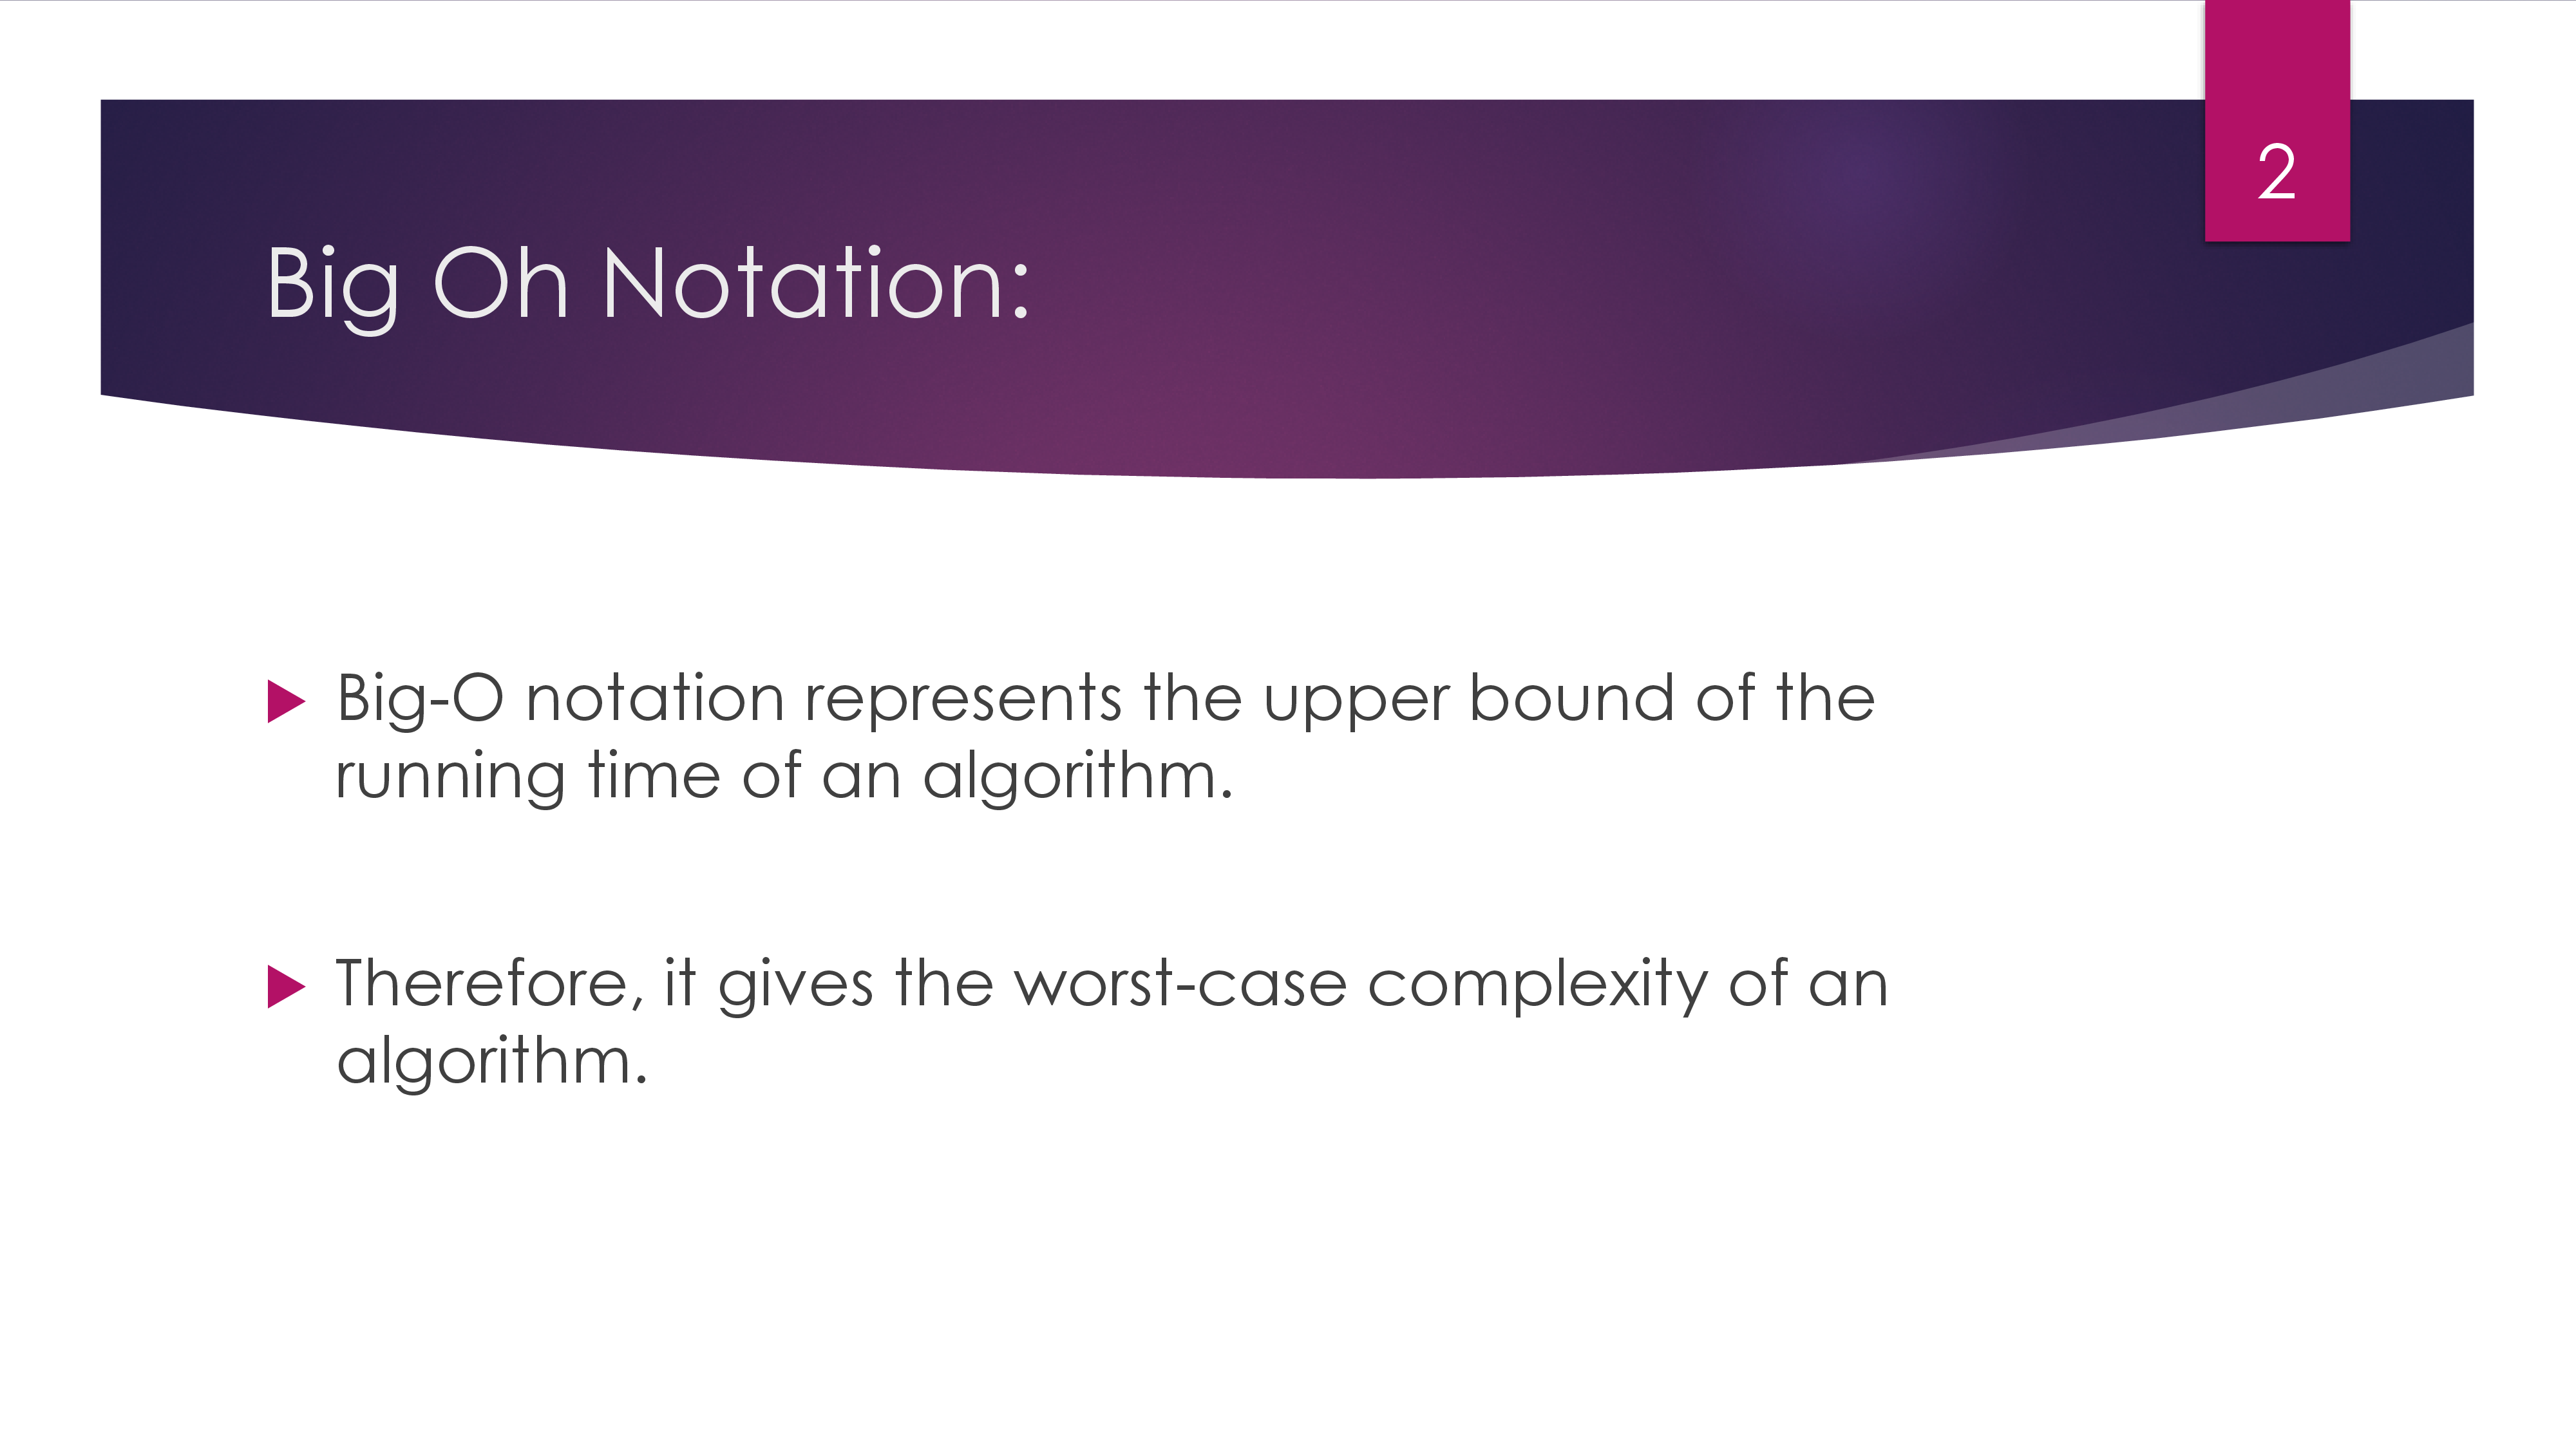 2
Big Oh Notation:
Big-O notation represents the upper bound of the
running time of an algorithm.
Therefore, it gives the worst-case complexity of an
algorithm.